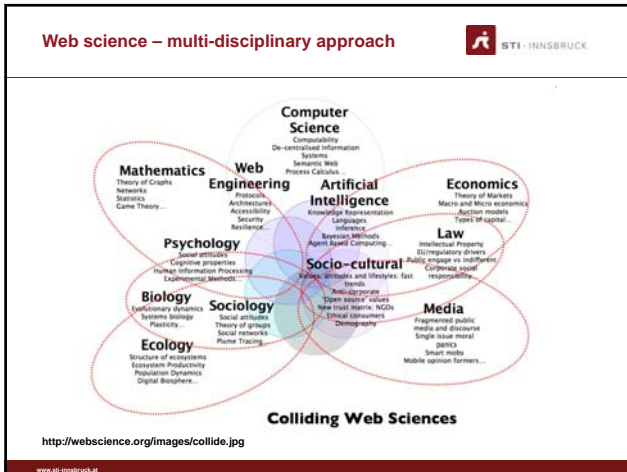 Web science – multi-disciplinary approach
STI · INNSBRUCK
Computer
Science
Computability
De-centralised Information
Systems
Semantic Web
Process Calculus...
Mathematics
Theory of Graphs
Networks
Statistics
Game Theory...
Web
Engineering
Protocols
Architectures
Accessibility
Security
Resilience...
Artificial
Intelligence
Knowledge Representation
Languages
Inference
Bayesian Methods
Agent Based Computing...
Economics
Theory of Markets
Macro and Micro economics
Auction models
Types of capital...
Law
Intellectual Property
EU/regulatory drivers
Public engage vs indifferent
Corporate social
responsibility...
Psychology
Social attitudes
Cognitive properties
Human Information Processing
Experimental Methods...
Socio-cultural
Values, attitudes and lifestyles: fast
trends
Anti-corporate
'Open source' values
New trust matrix: NGOs
Ethical consumers
Demography
Biology
Evolutionary dynamics
Systems biology
Plasticity...
Sociology
Social attitudes
Theory of groups
Social networks
Plume Tracing...
Media
Fragmented public
media and discourse
Single issue moral
panics
Smart mobs
Mobile opinion formers...
Ecology
Structure of ecosystems
Ecosystem Productivity
Population Dynamics
Digital Biosphere...
Colliding Web Sciences
http://webscience.org/images/collide.jpg
www.sti-innsbruck.at